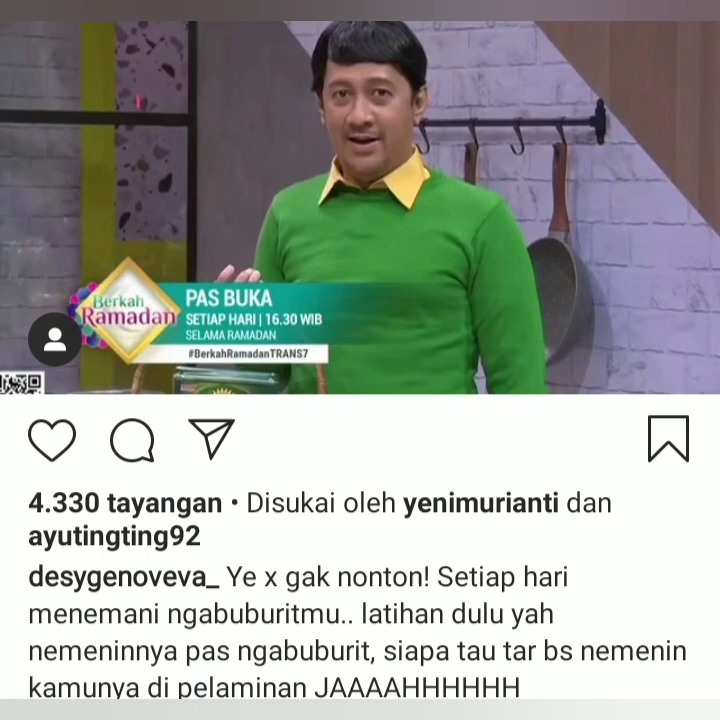 Berkah
Ramadan
PAS BUKA
SETIAP HARI | 16.30 WIB
SELAMA RAMADAN
#BerkahRamadanTRANS7
4.330 tayangan • Disukai oleh yenimurianti dan
ayutingting92
desygenoveva_ Ye x gak nonton! Setiap hari
menemani ngabuburitmu.. latihan dulu yah
nemeninnya pas ngabuburit, siapa tau tar bs nemenin
kamunya di pelaminan JAAAAHHHHHH